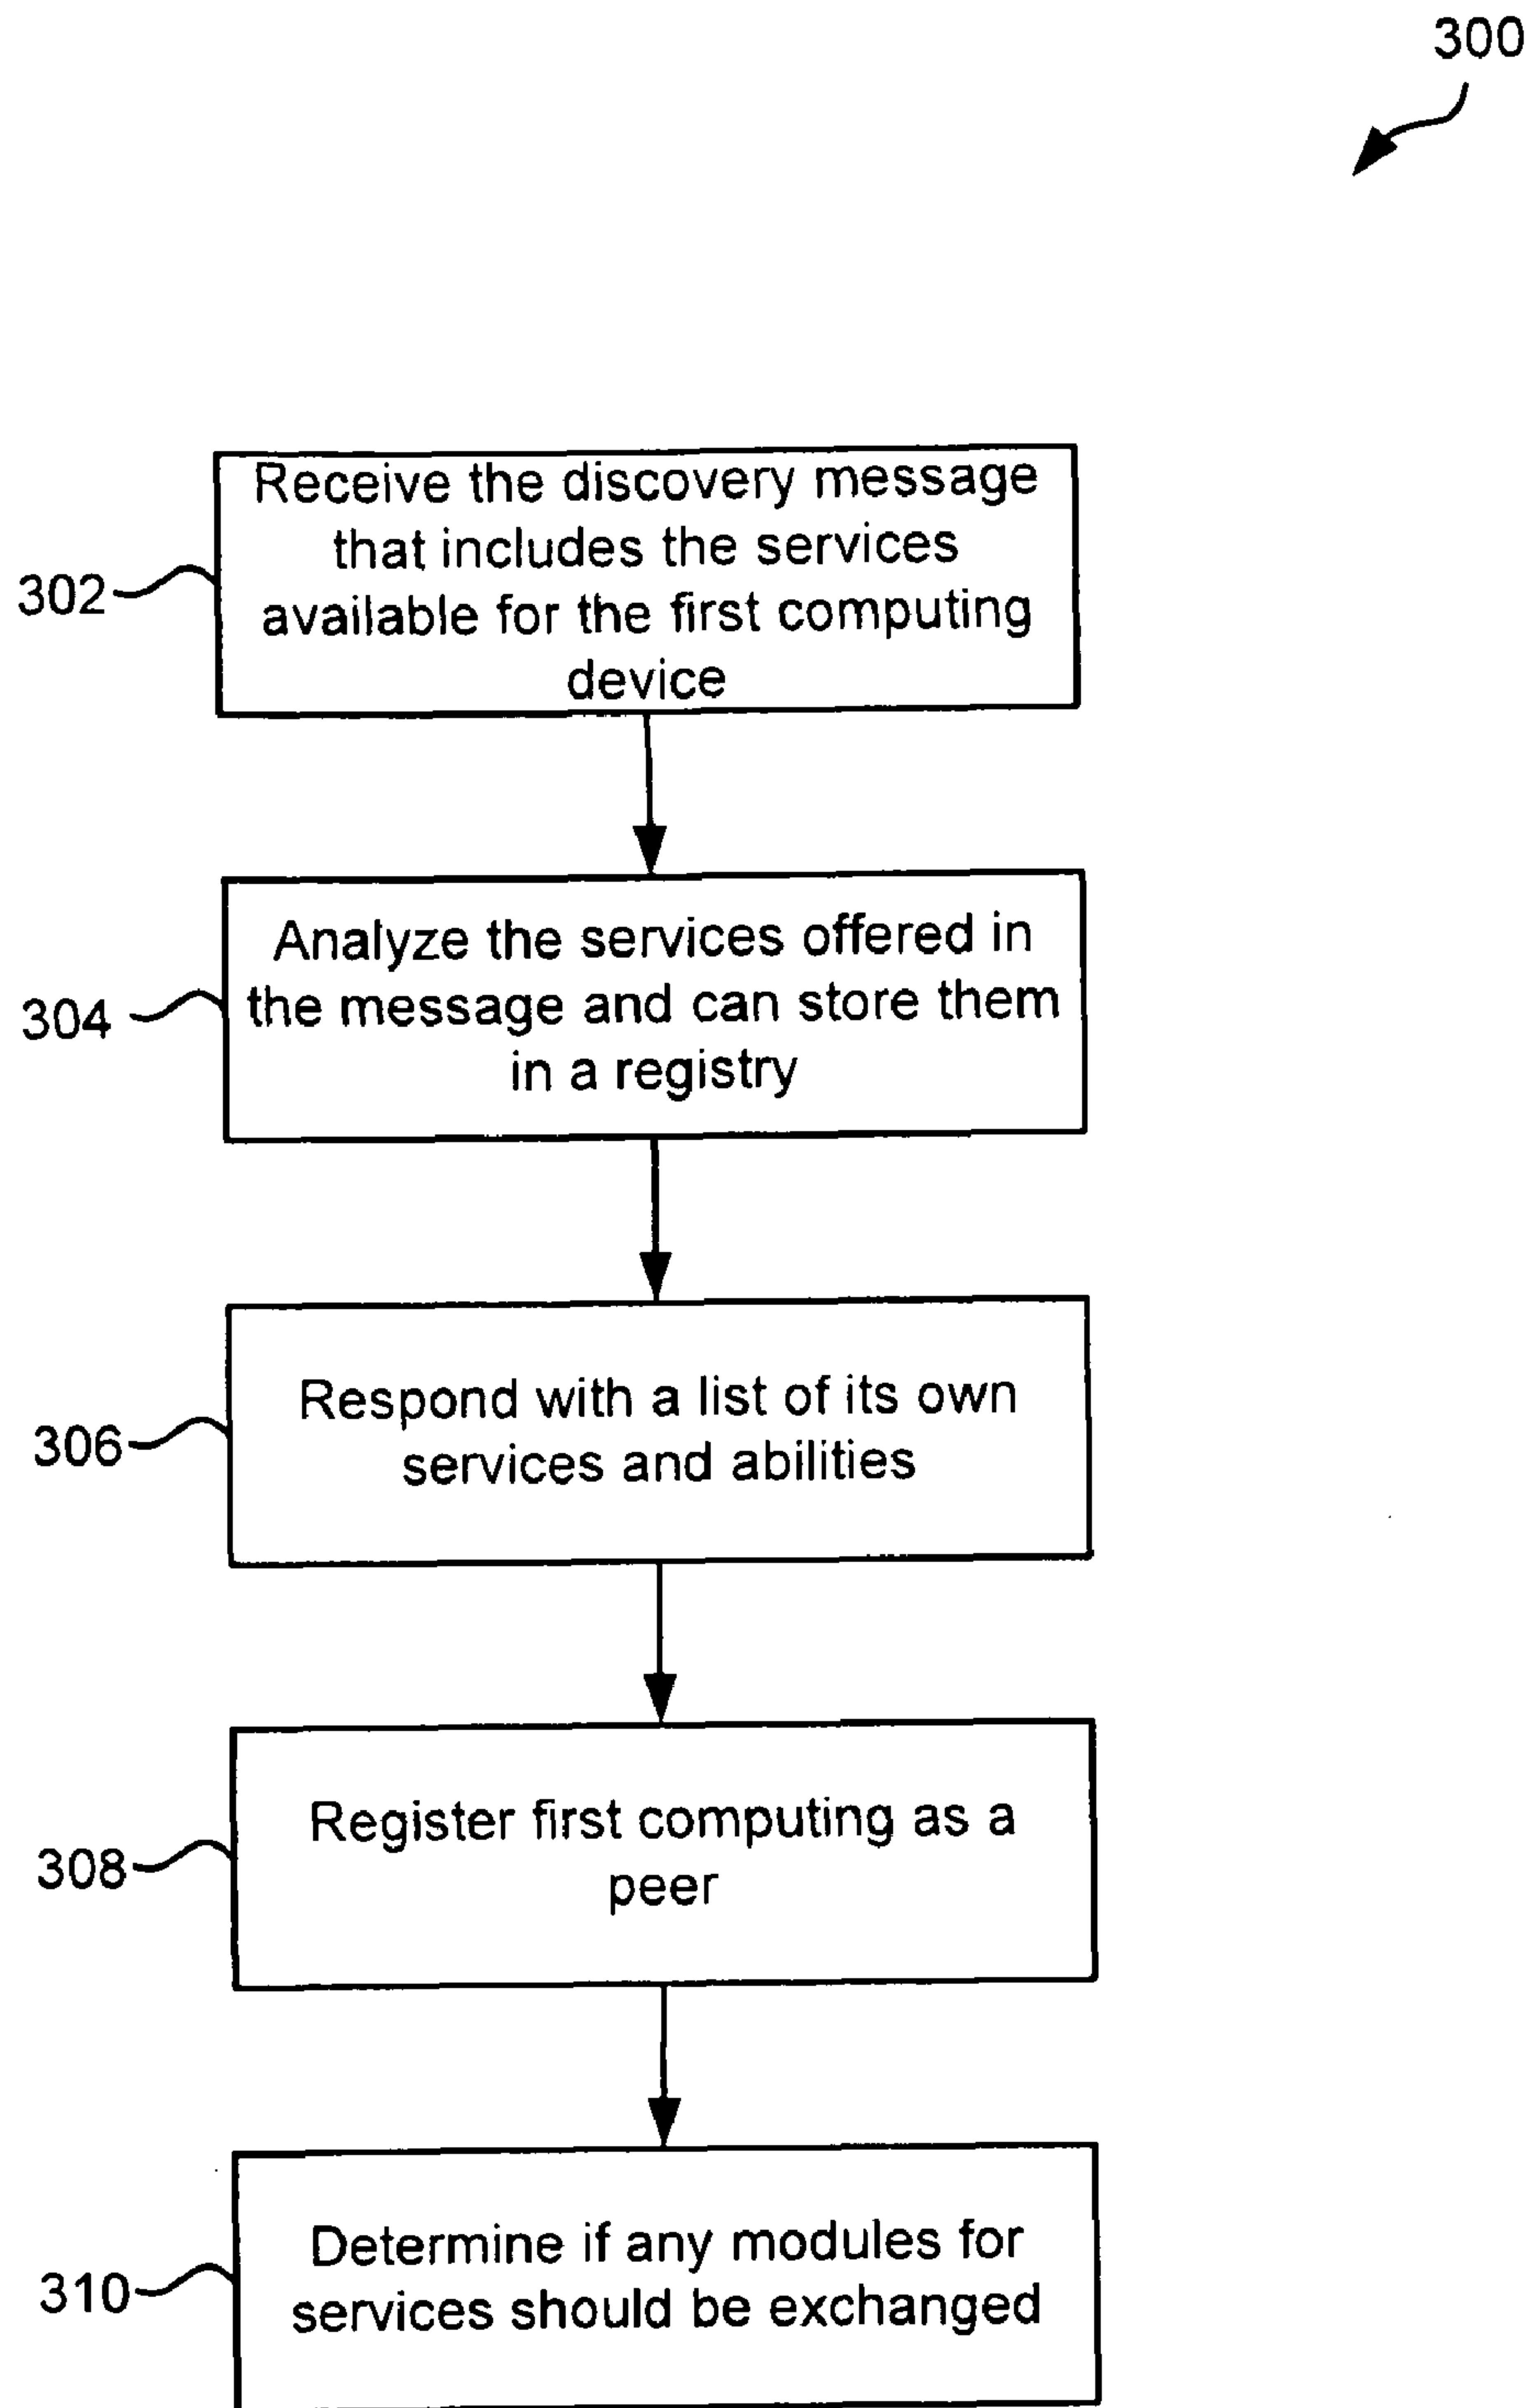 300
Receive the discovery message
that includes the services
available for the first computing
device
302
Analyze the services offered in
the message and can store them
in a registry
304
Respond with a list of its own
services and abilities
306
Register first computing as a
peer
308
Determine if any modules for
services should be exchanged
310